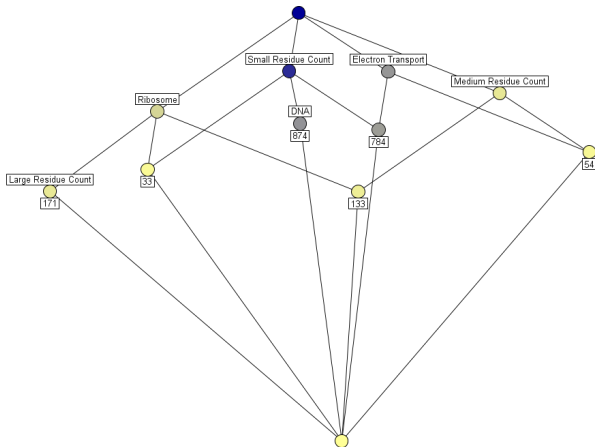 Small Residue Count
Electron Transport
Medium Residue Count
Ribosome
DNA
874
784
54
33
Large Residue Count
171
133